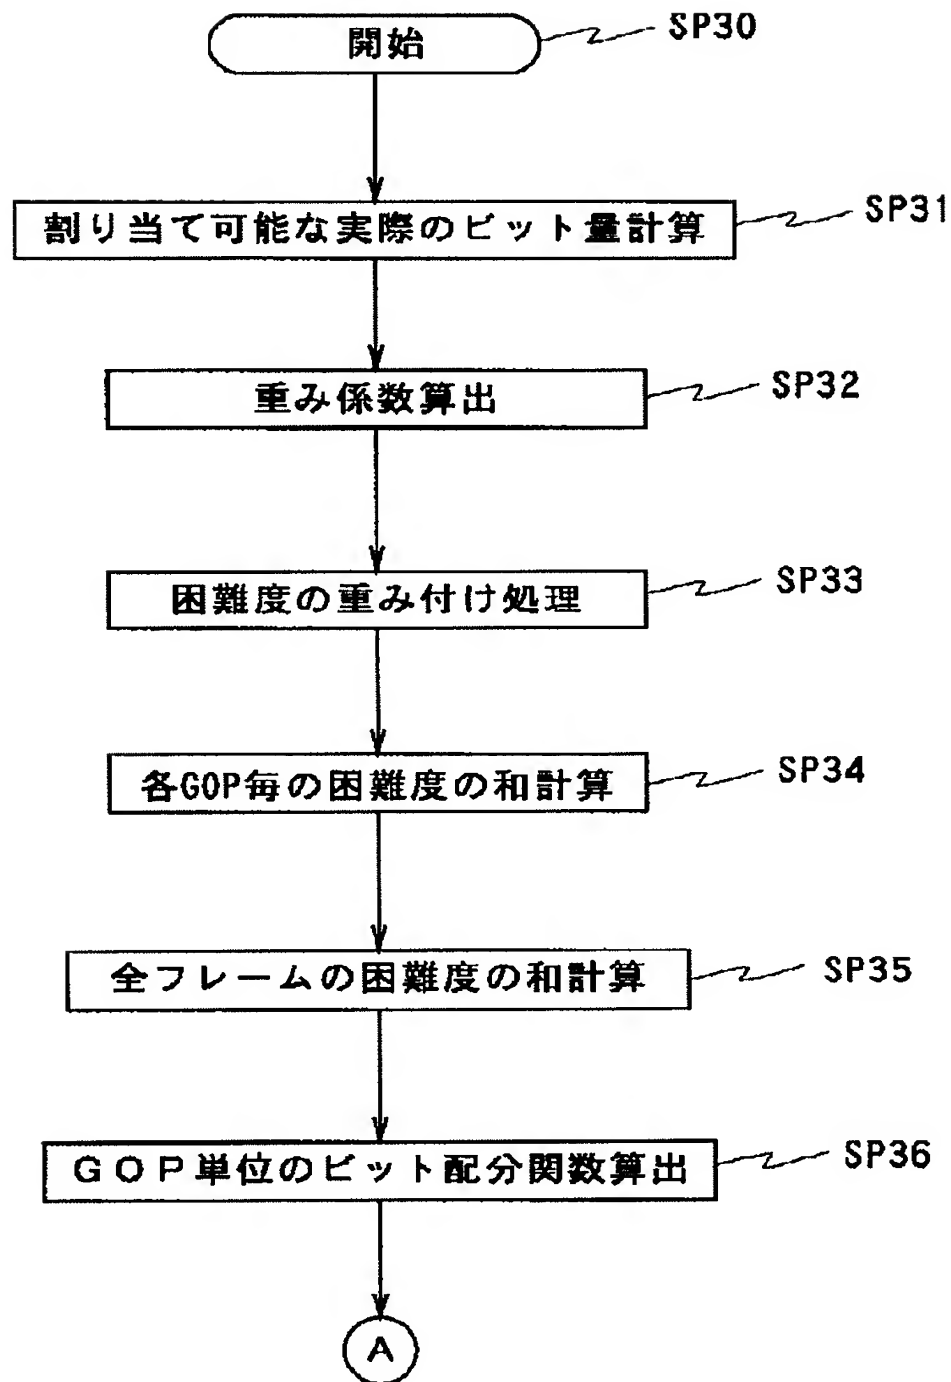 開始
SP30
割り当て可能な実際のビット量計算
SP31
重み係数算出
SP32
困難度の重み付け処理
SP33
各GOP毎の困難度の和計算
SP34
全フレームの困難度の和計算
SP35
GOP単位のビット配分関数算出
SP36
A